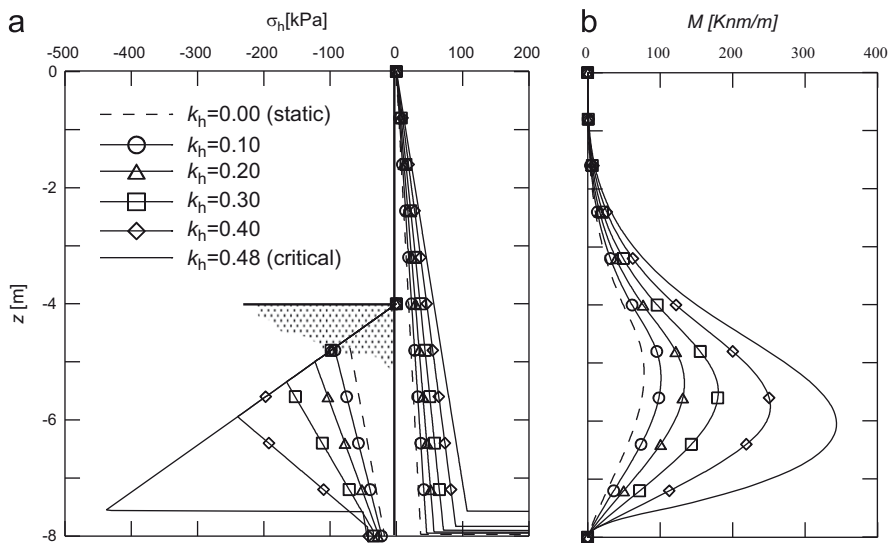 a
σh[kPa]
-500 -400 -300 -200 -100 0 100 200
0
-2
-4
-6
-8
z [m]
kh=0.00 (static)
kh=0.10
kh=0.20
kh=0.30
kh=0.40
kh=0.48 (critical)
b
M [Knm/m]
0 100 200 300 400